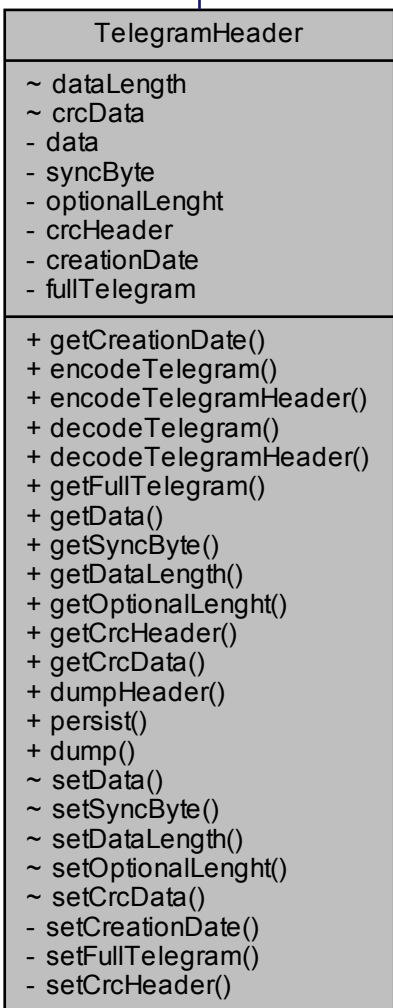 TelegramHeader
~ dataLength
~ crcData
- data
- syncByte
- optionalLenght
- crcHeader
- creationDate
- fullTelegram
+ getCreationDate()
+ encodeTelegram()
+ encodeTelegramHeader()
+ decodeTelegram()
+ decodeTelegramHeader()
+ getFullTelegram()
+ getData()
+ getSyncByte()
+ getDataLength()
+ getOptionalLenght()
+ getCrcHeader()
+ getCrcData()
+ dumpHeader()
+ persist()
+ dump()
~ setData()
~ setSyncByte()
~ setDataLength()
~ setOptionalLenght()
~ setCrcData()
- setCreationDate()
- setFullTelegram()
- setCrcHeader()